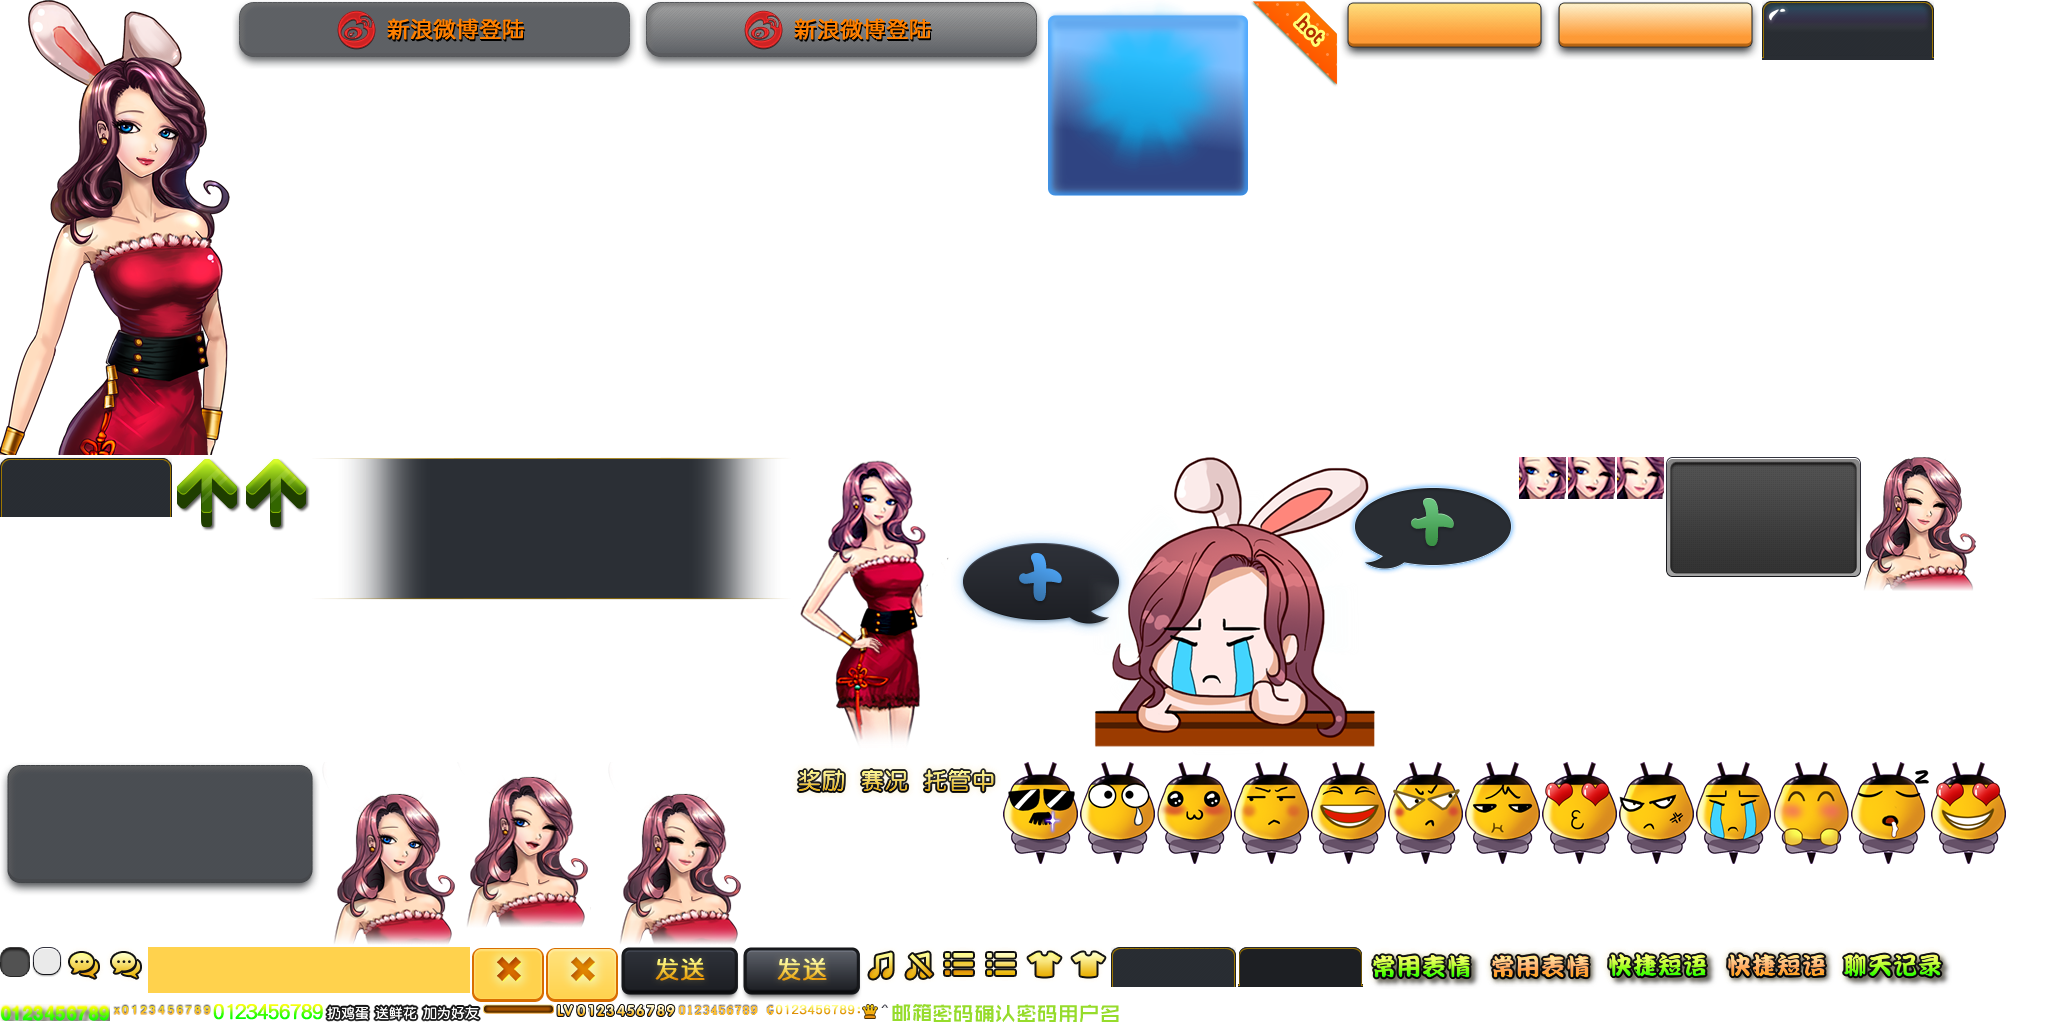 新浪微博登陆
新浪微博登陆
hot
奖励 赛况 托管中
z
发送
发送
常用表情
常用表情
快捷短语
快捷短语
聊天记录
0123456789
x0123456789
0123456789
扔鸡蛋 送鲜花 加为好友
LV0123456789
0123456789
0123456789
邮箱密码确认密码用户名